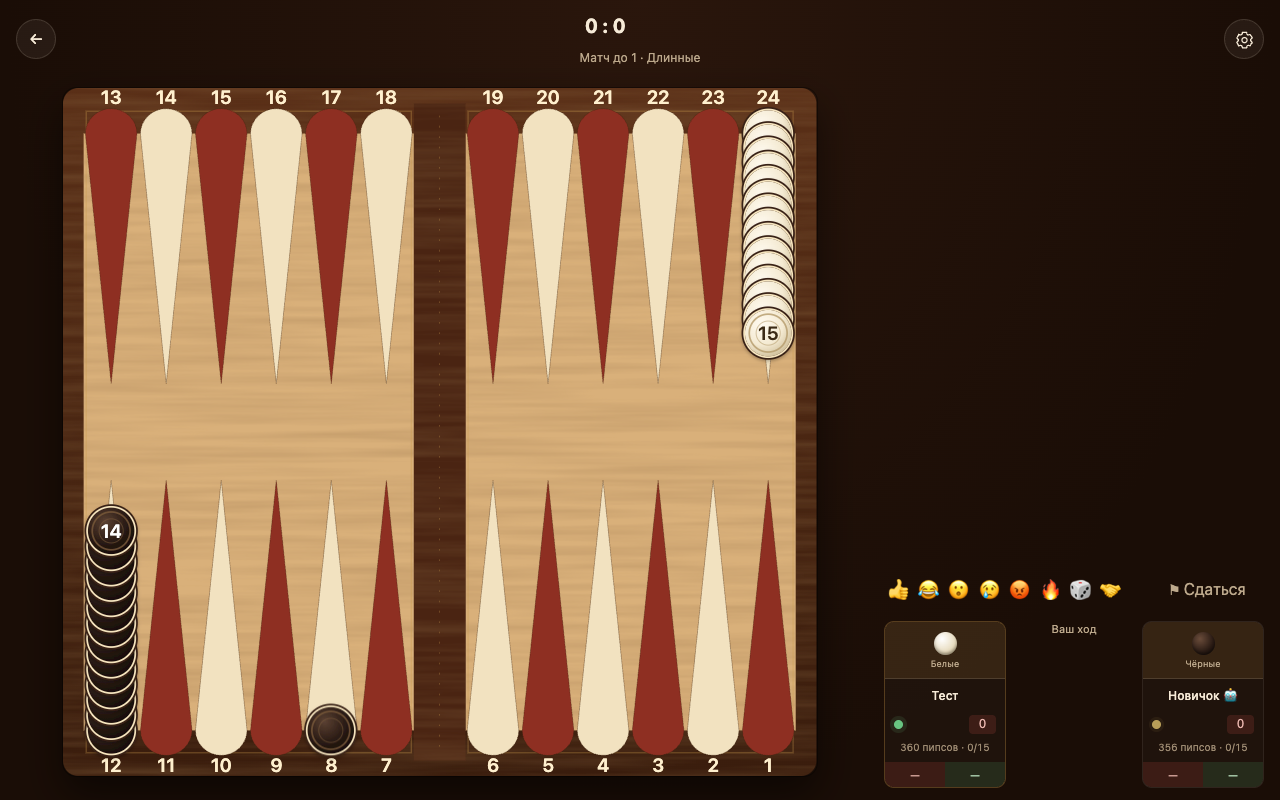 0 : 0
Матч до 1 · Длинные
13 14 15 16 17 18 19 20 21 22 23 24
15
14
12 11 10 9 8 7 6 5 4 3 2 1
⚑ Сдаться
Ваш ход
Белые
Тест
0
360 пипсов · 0/15
– –
Чёрные
Новичок 🤖
0
356 пипсов · 0/15
– –